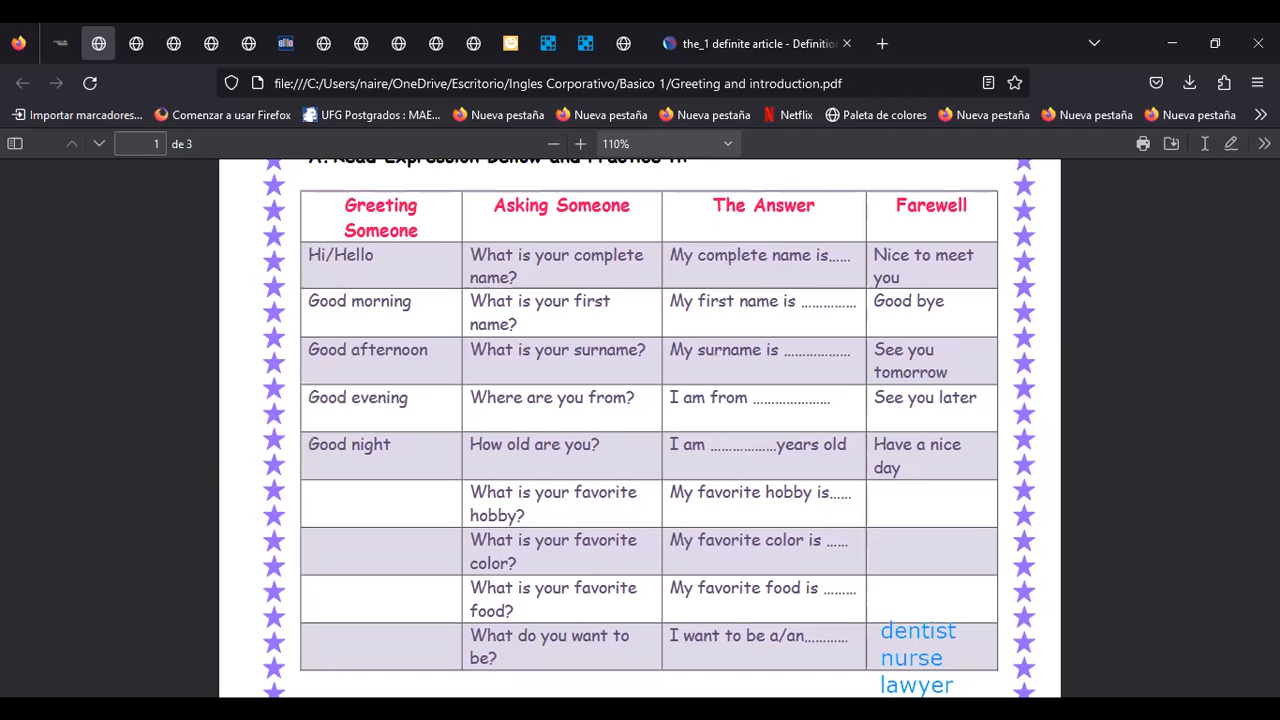 elllo
the_1 definite article - Definition
file:///C:/Users/naire/OneDrive/Escritorio/Ingles Corporativo/Basico 1/Greeting and introduction.pdf
Importar marcadores...
Comenzar a usar Firefox
UFG Postgrados : MAE...
Nueva pestaña
Nueva pestaña
Nueva pestaña
Netflix
Paleta de colores
Nueva pestaña
Nueva pestaña
Nueva pestaña
1 de 3
110%
Greeting
Someone
Asking Someone
The Answer
Farewell
Hi/Hello
What is your complete
name?
My complete name is......
Nice to meet
you
Good morning
What is your first
name?
My first name is ...............
Good bye
Good afternoon
What is your surname?
My surname is ..................
See you
tomorrow
Good evening
Where are you from?
I am from .....................
See you later
Good night
How old are you?
I am ..................years old
Have a nice
day
What is your favorite
hobby?
My favorite hobby is......
What is your favorite
color?
My favorite color is ......
What is your favorite
food?
My favorite food is .........
What do you want to
be?
I want to be a/an............
dentist
nurse
lawyer